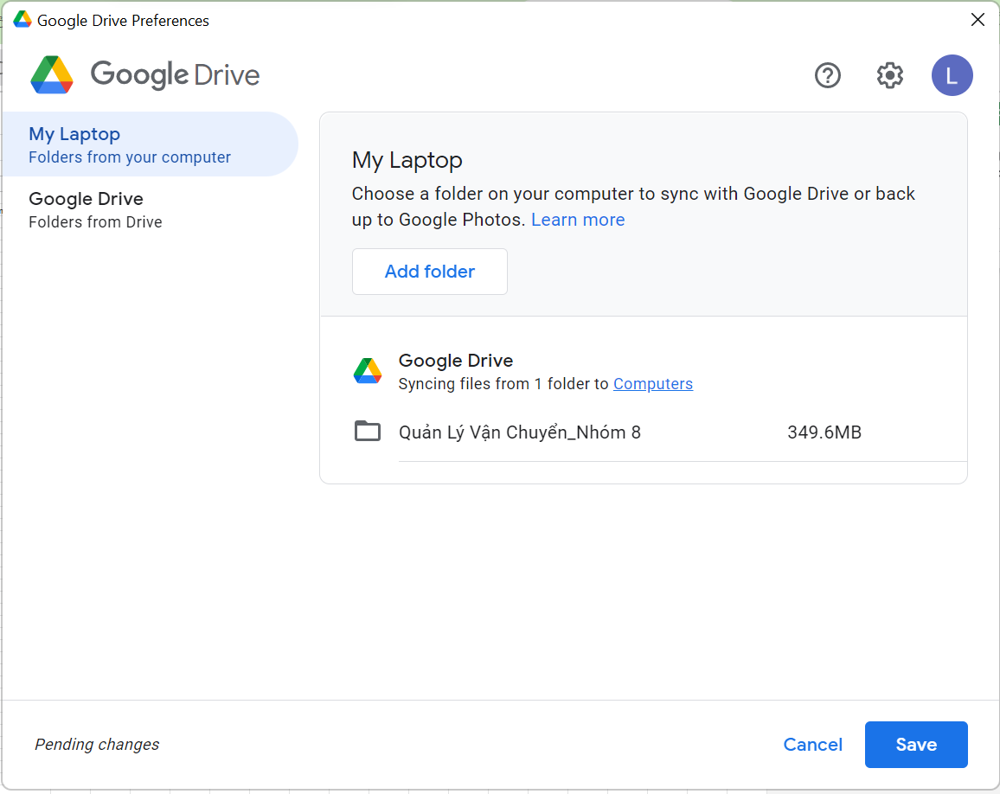 Google Drive Preferences
Google Drive
L
My Laptop
Folders from your computer
Google Drive
Folders from Drive
My Laptop
Choose a folder on your computer to sync with Google Drive or back
up to Google Photos. Learn more
Add folder
Google Drive
Syncing files from 1 folder to Computers
Quản Lý Vận Chuyển_Nhóm 8 349.6MB
Pending changes
Cancel Save